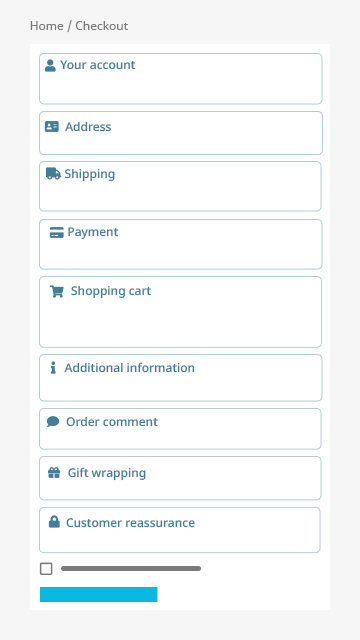 Home / Checkout
Your account
Address
Shipping
Payment
Shopping cart
Additional information
Order comment
Gift wrapping
Customer reassurance